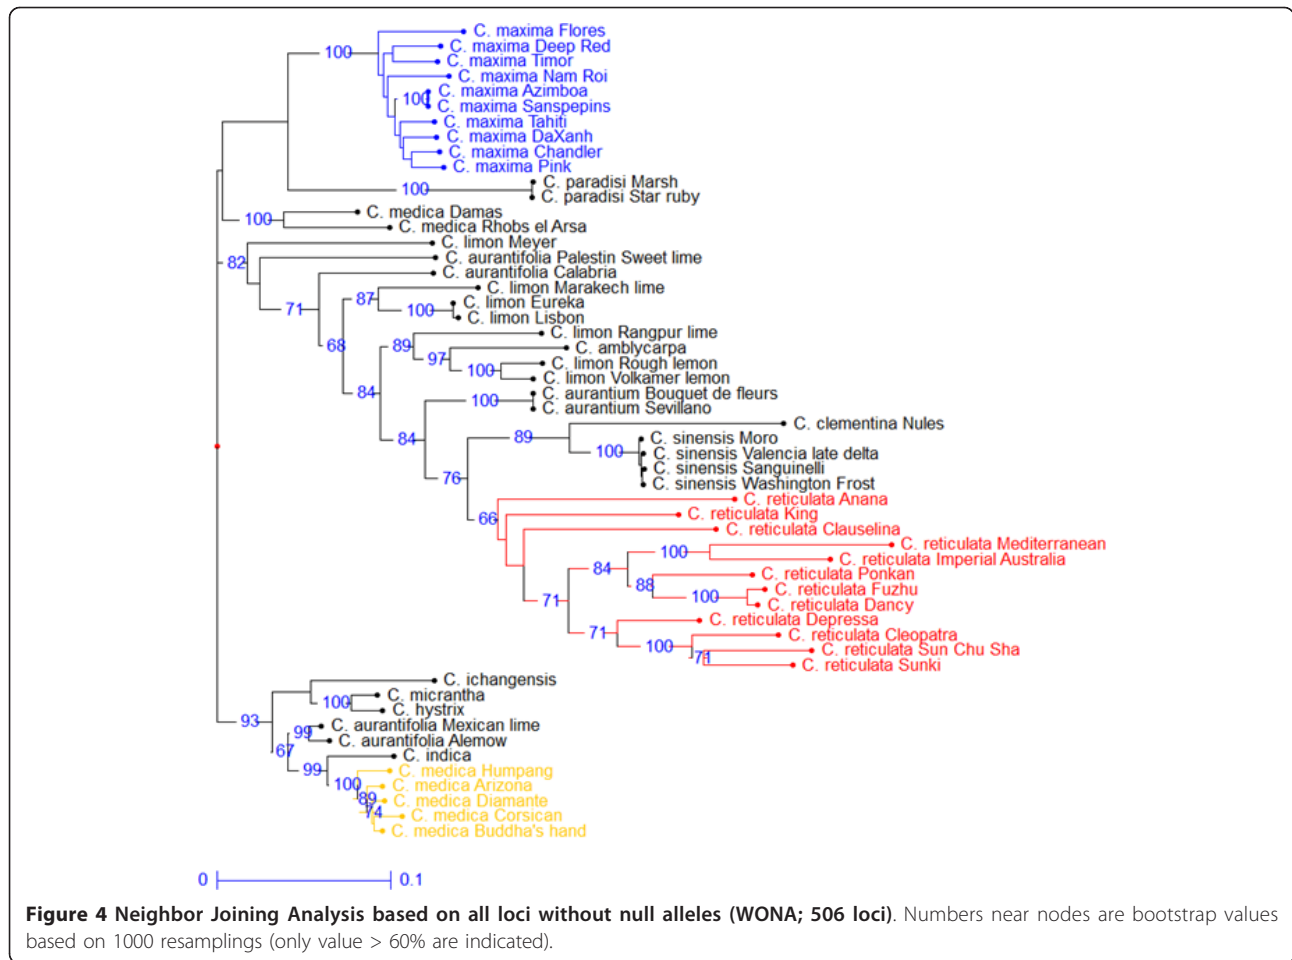 C. maxima Flores
100
C. maxima Deep Red
C. maxima Timor
C. maxima Nam Roi
C. maxima Azimboa
100
C. maxima Sanspepins
C. maxima Tahiti
C. maxima DaXanh
C. maxima Chandler
C. maxima Pink
C. paradisi Marsh
100
C. paradisi Star ruby
C. medica Damas
100
C. medica Rhobs el Arsa
C. limon Meyer
82
C. aurantifolia Palestin Sweet lime
C. aurantifolia Calabria
C. limon Marakech lime
87
C. limon Eureka
71
100
C. limon Lisbon
C. limon Rangpur lime
68
89
C. amblycarpa
97
C. limon Rough lemon
100
C. limon Volkamer lemon
84
C. aurantium Bouquet de fleurs
100
C. aurantium Sevillano
C. clementina Nules
84
89
C. sinensis Moro
100
C. sinensis Valencia late delta
C. sinensis Sanguinelli
76
C. sinensis Washington Frost
C. reticulata Anana
C. reticulata King
66
C. reticulata Clauselina
C. reticulata Mediterranean
100
C. reticulata Imperial Australia
84
C. reticulata Ponkan
88
C. reticulata Fuzhu
100
C. reticulata Dancy
71
C. reticulata Depressa
71
C. reticulata Cleopatra
100
C. reticulata Sun Chu Sha
71
C. reticulata Sunki
C. ichangensis
C. micrantha
100
C. hystrix
93
C. aurantifolia Mexican lime
99
C. aurantifolia Alemow
67
C. indica
99
C. medica Humpang
100
C. medica Arizona
89
C. medica Diamante
74
C. medica Corsican
C. medica Buddha's hand
0 0.1
Figure 4 Neighbor Joining Analysis based on all loci without null alleles (WONA; 506 loci). Numbers near nodes are bootstrap values
based on 1000 resamplings (only value > 60% are indicated).